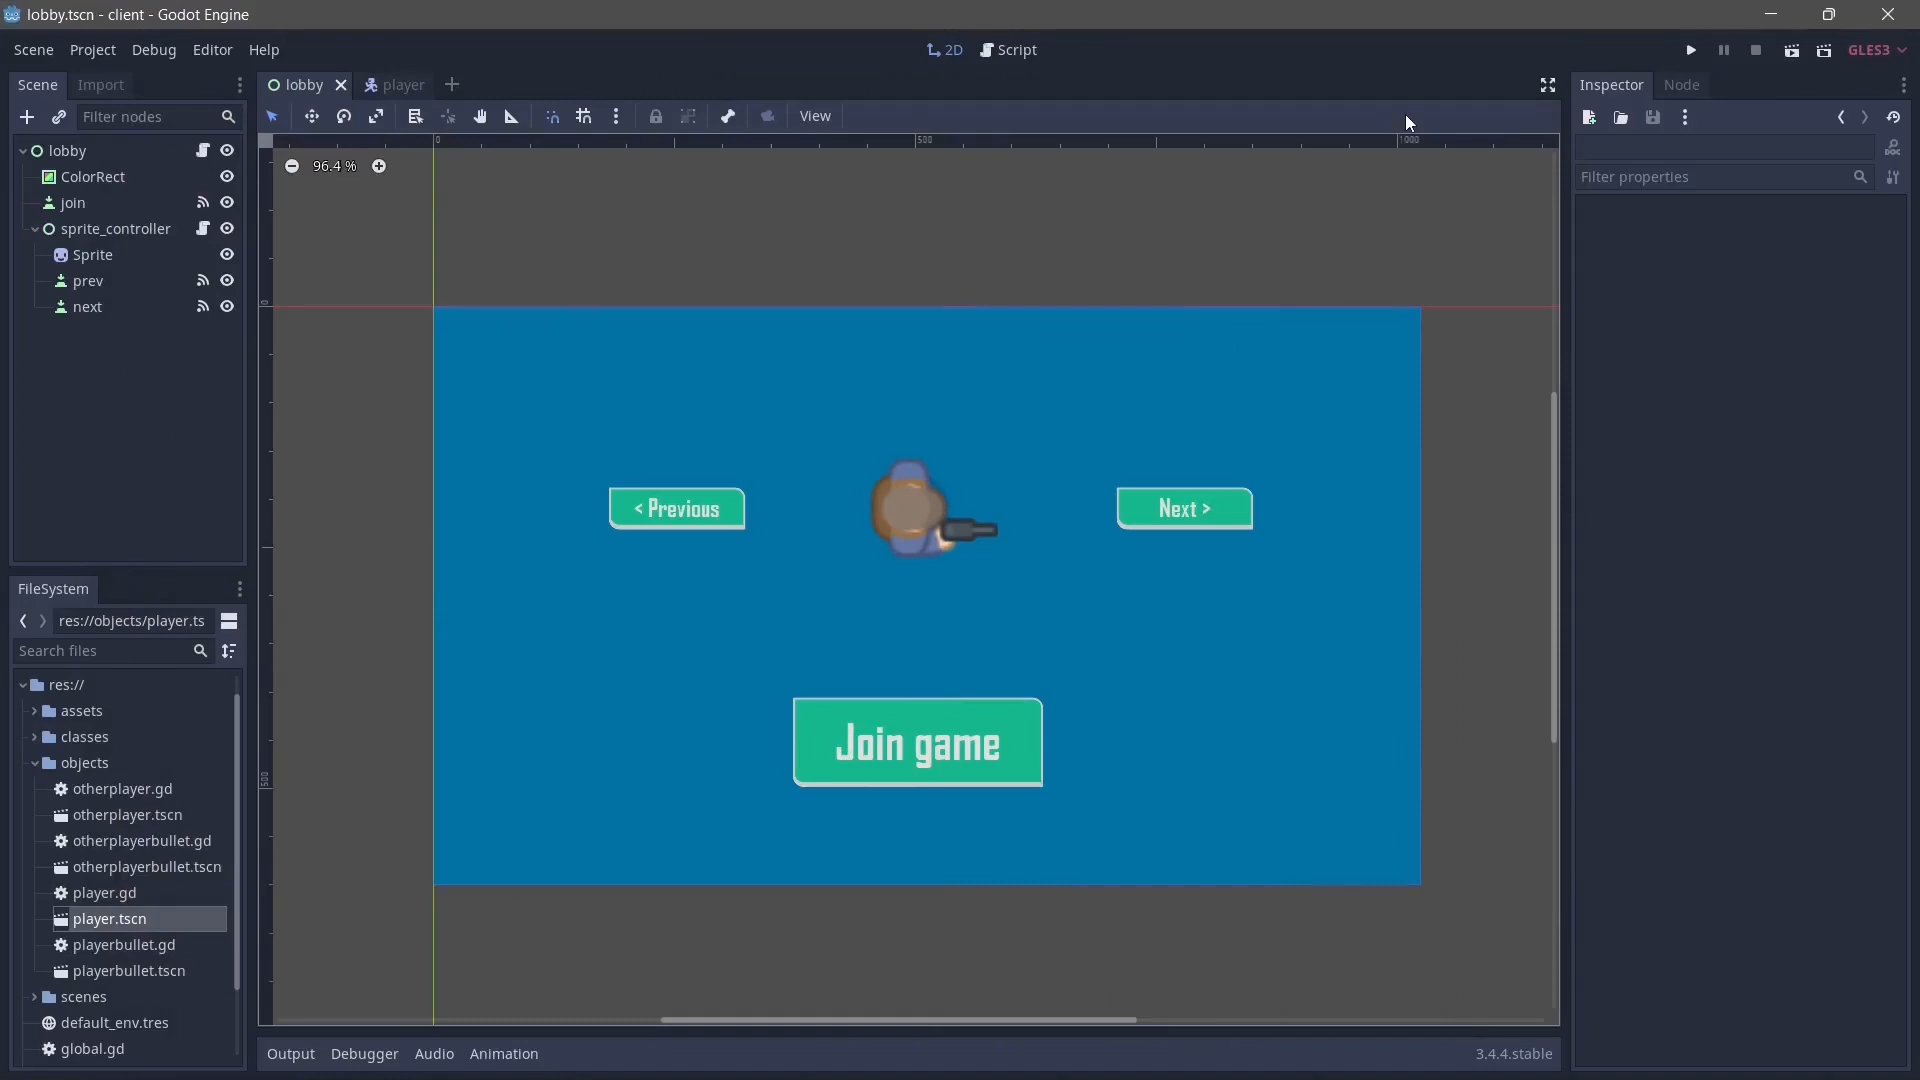 lobby.tscn - client - Godot Engine
Scene Project Debug Editor Help
2D Script
GLES3
Scene Import
lobby player
Inspector Node
Filter nodes
View
lobby
ColorRect
join
sprite_controller
Sprite
prev
next
0 500 1000
96.4 %
0
500
< Previous
Next >
Join game
Filter properties
FileSystem
res://objects/player.ts
Search files
res://
assets
classes
objects
otherplayer.gd
otherplayer.tscn
otherplayerbullet.gd
otherplayerbullet.tscn
player.gd
player.tscn
playerbullet.gd
playerbullet.tscn
scenes
default_env.tres
global.gd
Output Debugger Audio Animation
3.4.4.stable